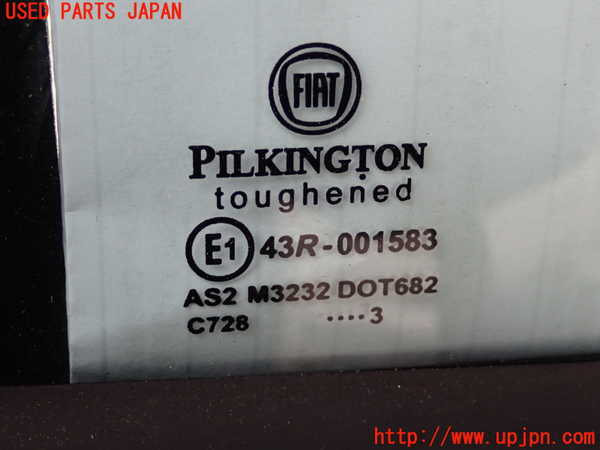 USED PARTS JAPAN
FIAT
PILKINGTON
toughened
E1 43R-001583
AS2 M3232 DOT682
C728 ....3
http://www.upjpn.com/